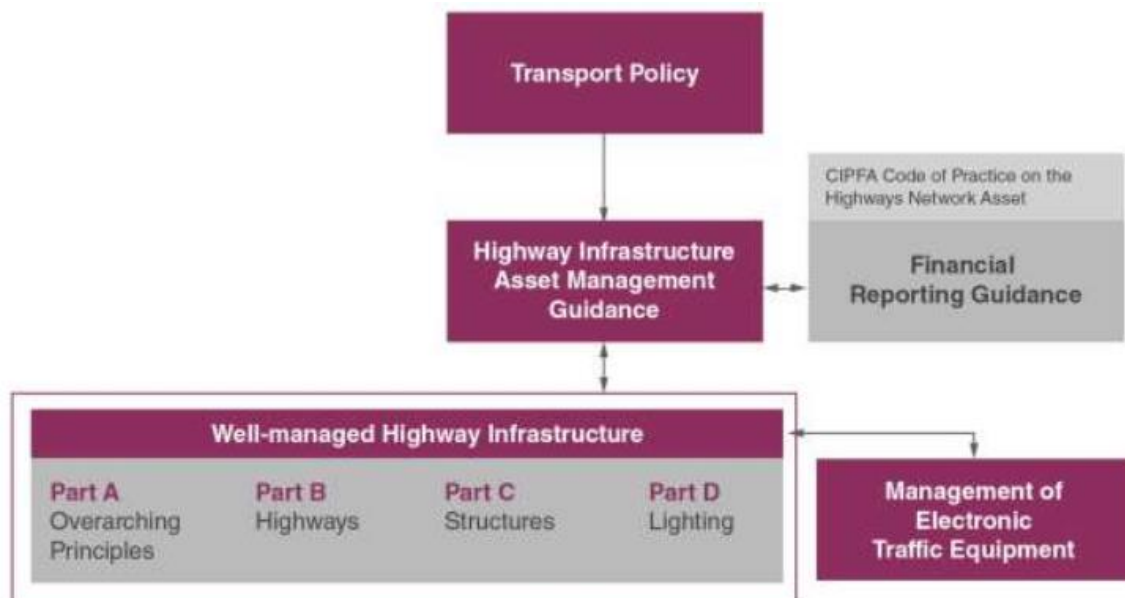 Transport Policy
CIPFA Code of Practice on the
Highways Network Asset
Highway Infrastructure
Asset Management
Guidance
Financial
Reporting Guidance
Well-managed Highway Infrastructure
Part A
Overarching
Principles
Part B
Highways
Part C
Structures
Part D
Lighting
Management of
Electronic
Traffic Equipment